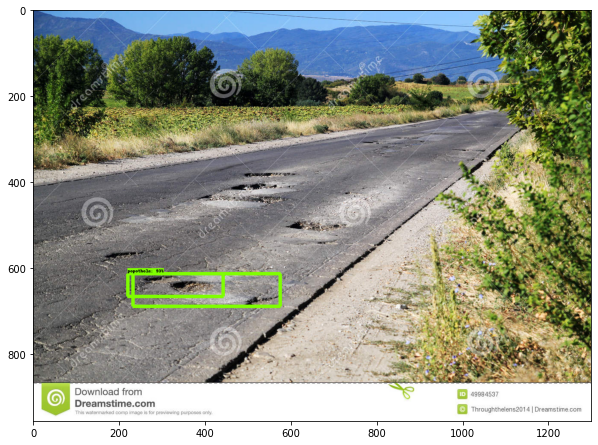 0
200
400
600
800
0 200 400 600 800 1000 1200
Download from
Dreamstime.com
This watermarked comp image is for previewing purposes only.
ID 49984537
Throughthelens2014 | Dreamstime.com